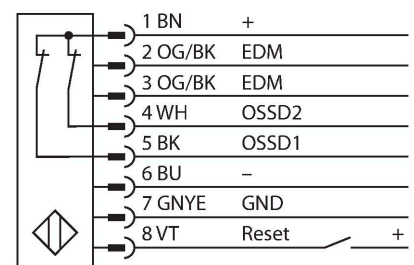 1 BN +
2 OG/BK EDM
3 OG/BK EDM
4 WH OSSD2
5 BK OSSD1
6 BU –
7 GNYE GND
8 VT Reset +